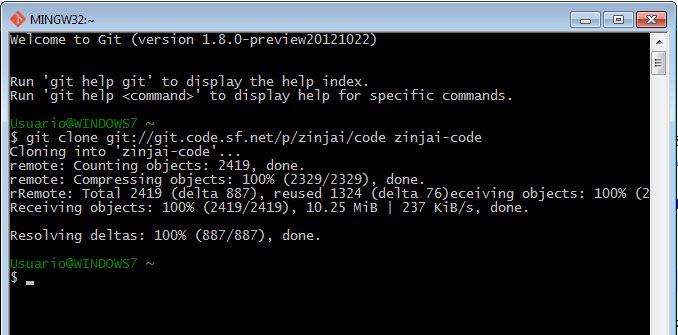 MINGW32:~
Welcome to Git (version 1.8.0-preview20121022)
Run 'git help git' to display the help index.
Run 'git help <command>' to display help for specific commands.
Usuario@WINDOWS7 ~
$ git clone git://git.code.sf.net/p/zinjai/code zinjai-code
Cloning into 'zinjai-code'...
remote: Counting objects: 2419, done.
remote: Compressing objects: 100% (2329/2329), done.
rRemote: Total 2419 (delta 887), reused 1324 (delta 76)eceiving objects: 100% (2
Receiving objects: 100% (2419/2419), 10.25 MiB | 237 KiB/s, done.
Resolving deltas: 100% (887/887), done.
Usuario@WINDOWS7 ~
$